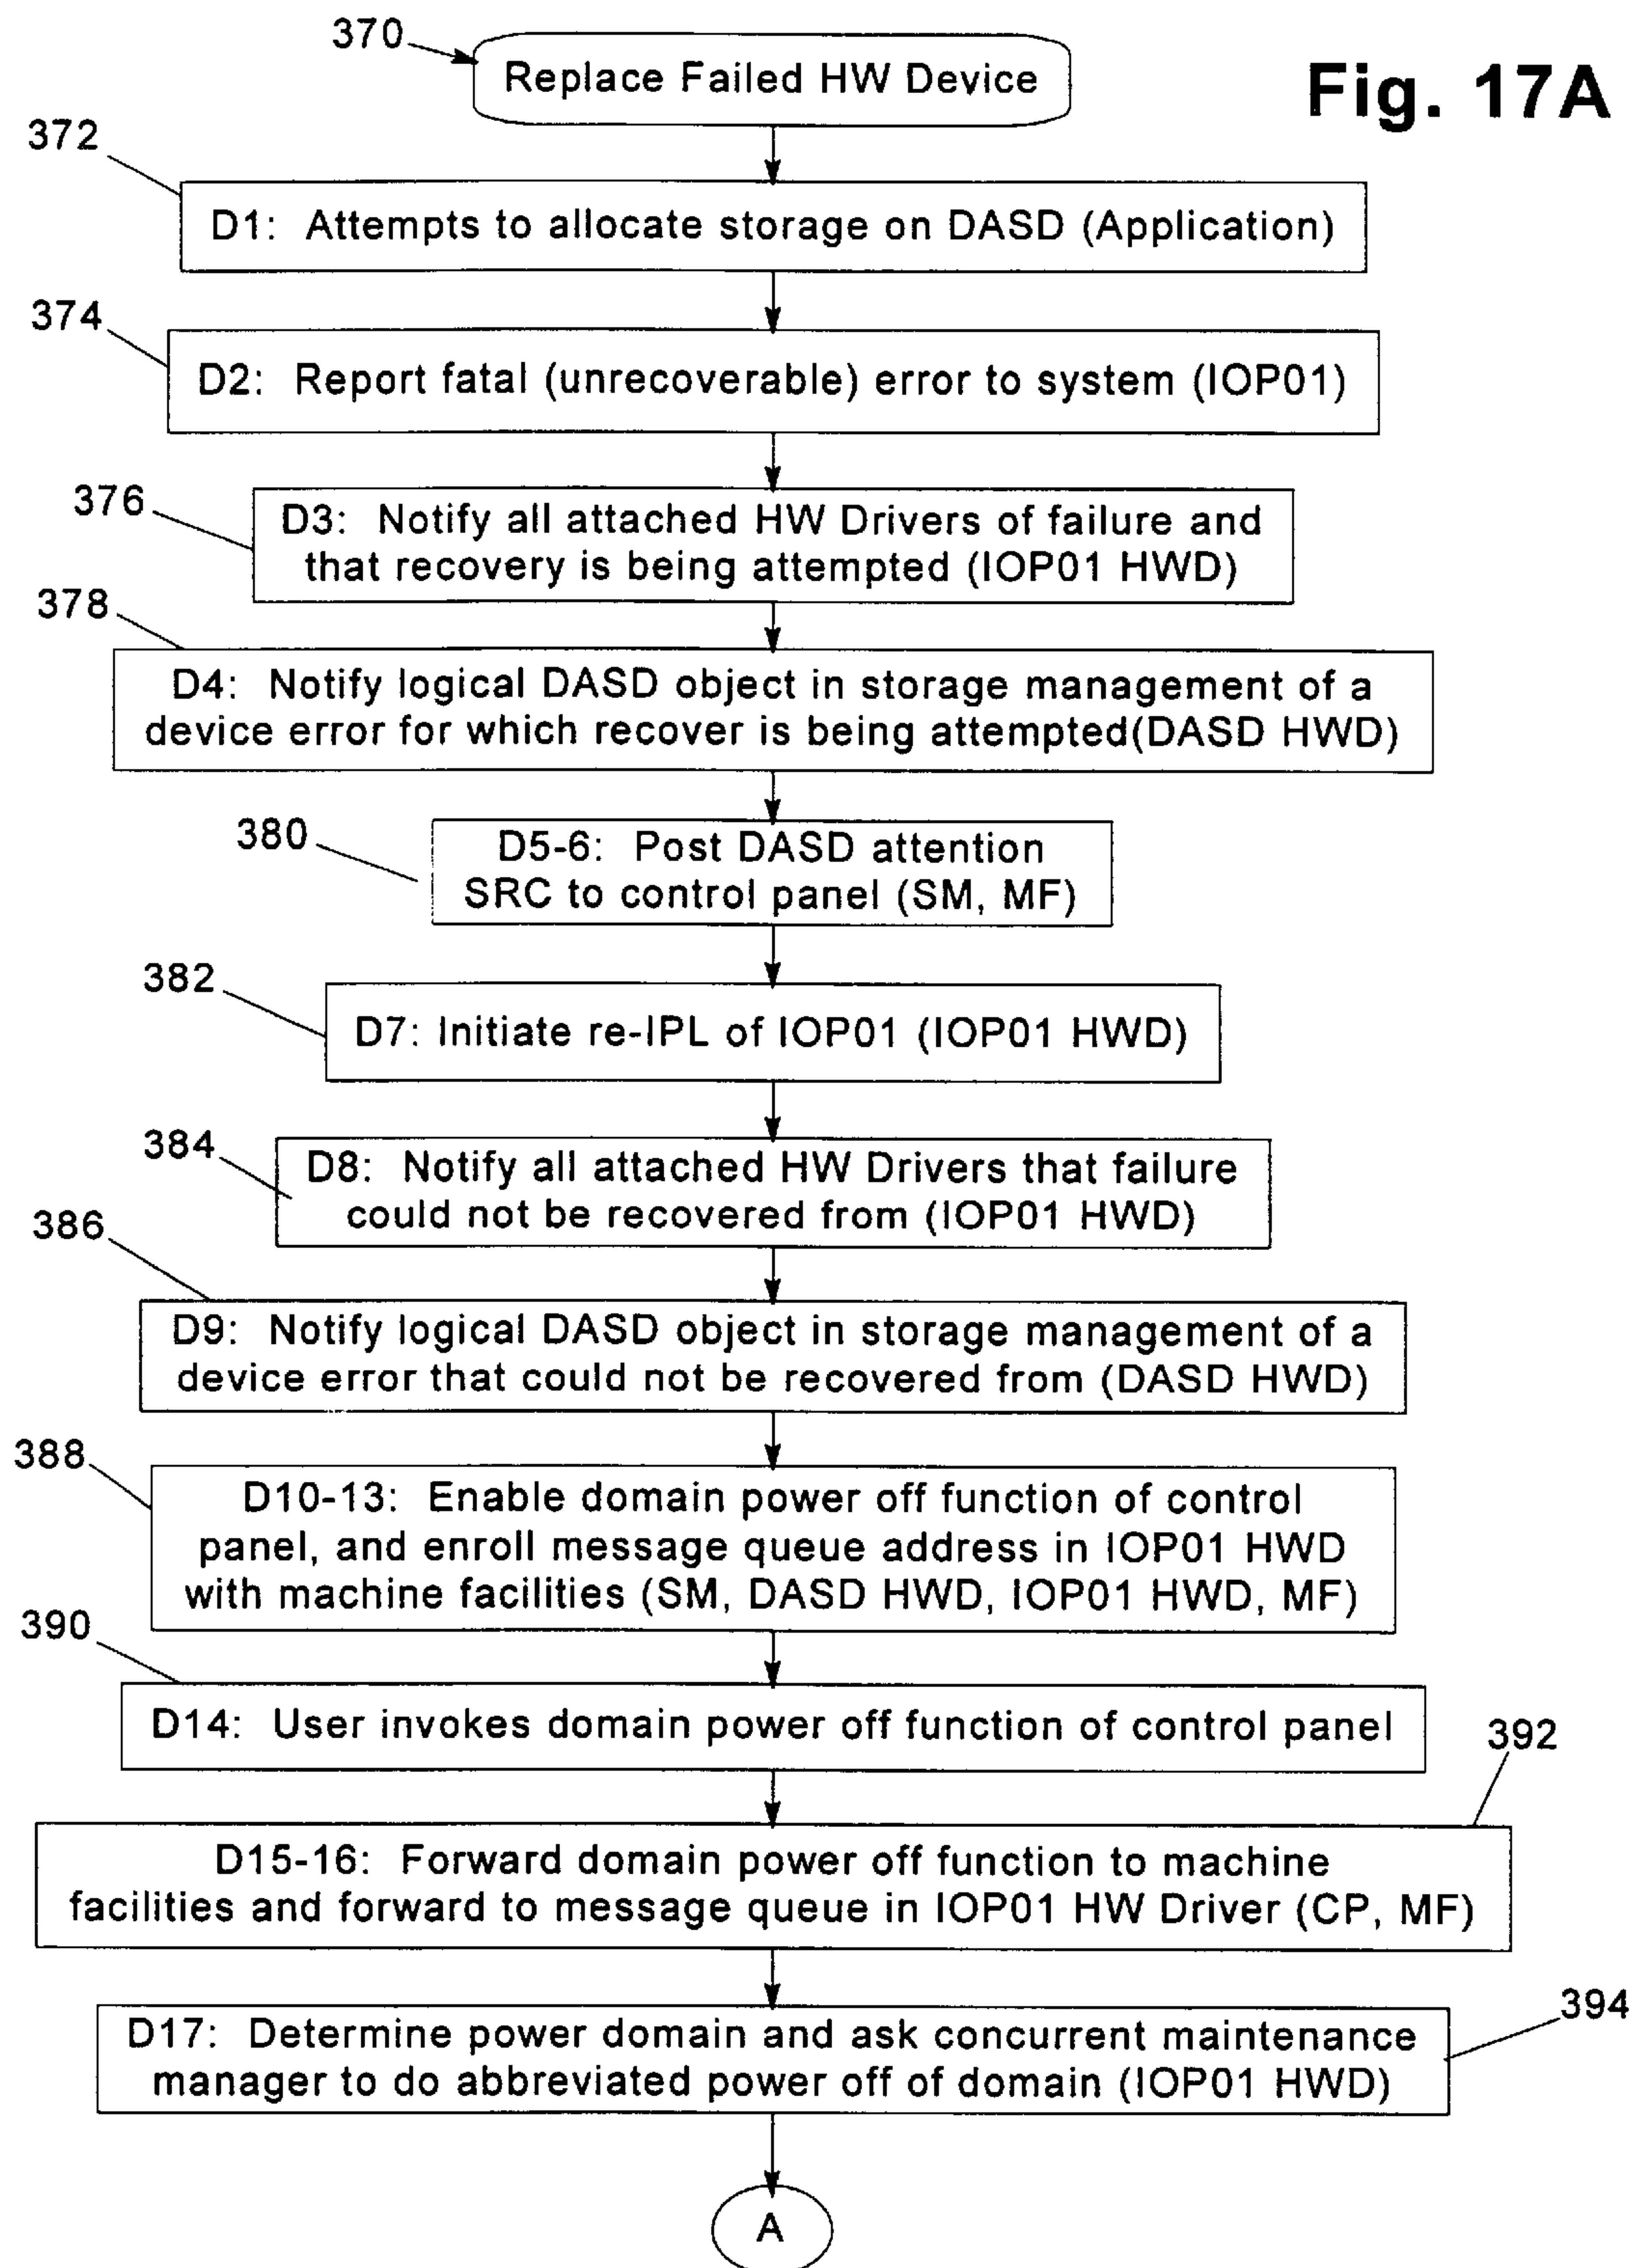 370
Replace Failed HW Device
Fig. 17A
372
D1: Attempts to allocate storage on DASD (Application)
374
D2: Report fatal (unrecoverable) error to system (IOP01)
376
D3: Notify all attached HW Drivers of failure and
that recovery is being attempted (IOP01 HWD)
378
D4: Notify logical DASD object in storage management of a
device error for which recover is being attempted(DASD HWD)
380
D5-6: Post DASD attention
SRC to control panel (SM, MF)
382
D7: Initiate re-IPL of IOP01 (IOP01 HWD)
384
D8: Notify all attached HW Drivers that failure
could not be recovered from (IOP01 HWD)
386
D9: Notify logical DASD object in storage management of a
device error that could not be recovered from (DASD HWD)
388
D10-13: Enable domain power off function of control
panel, and enroll message queue address in IOP01 HWD
with machine facilities (SM, DASD HWD, IOP01 HWD, MF)
390
D14: User invokes domain power off function of control panel
392
D15-16: Forward domain power off function to machine
facilities and forward to message queue in IOP01 HW Driver (CP, MF)
394
D17: Determine power domain and ask concurrent maintenance
manager to do abbreviated power off of domain (IOP01 HWD)
A